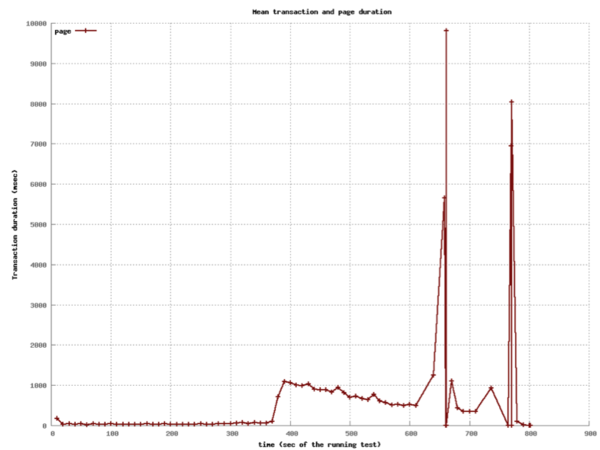 Mean transaction and page duration
10000
page
9000
8000
7000
6000
5000
4000
3000
2000
1000
0
Transaction duration (msec)
0 100 200 300 400 500 600 700 800 900
time (sec of the running test)